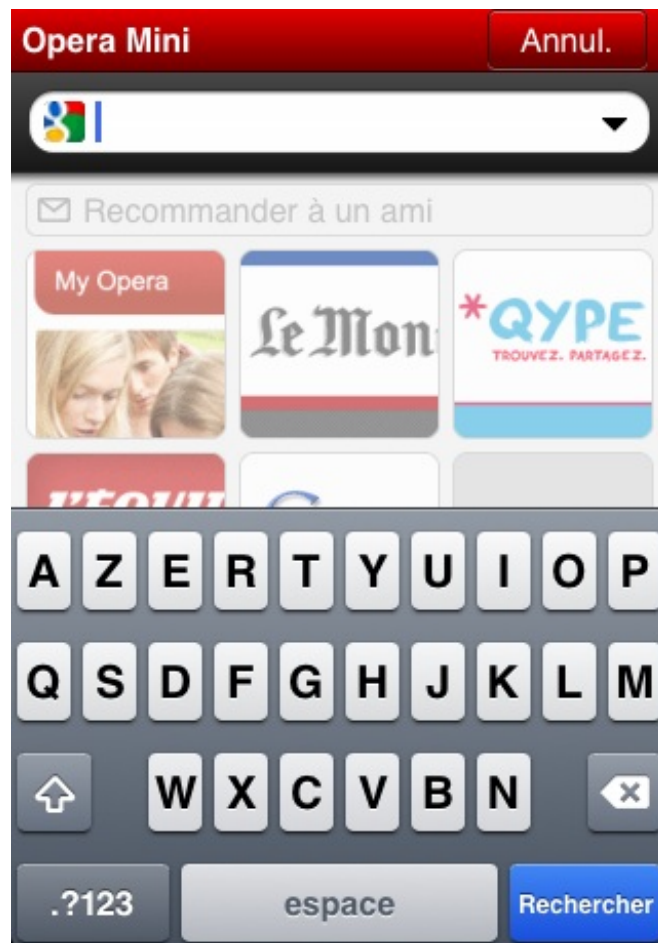 Opera Mini
Annul.
Recommander à un ami
My Opera
Le Mon
*QYPE
TROUVEZ. PARTAGEZ.
A Z E R T Y U I O P
Q S D F G H J K L M
W X C V B N
.?123
espace
Rechercher